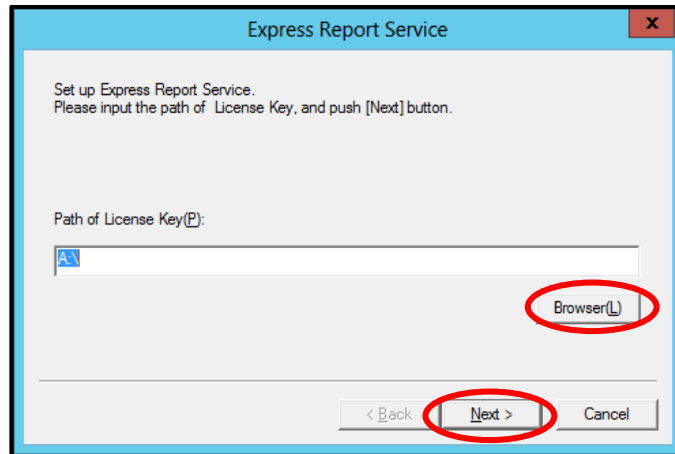 Express Report Service
x
Set up Express Report Service.
Please input the path of  License Key, and push [Next] button.
Path of License Key(P):
A:\
Browser(L)
< Back
Next >
Cancel